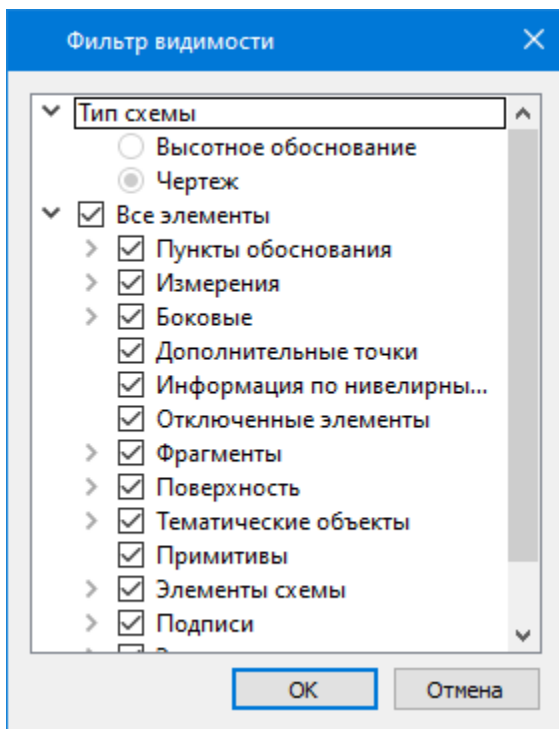 Фильтр видимости
Тип схемы
Высотное обоснование
Чертеж
Все элементы
Пункты обоснования
Измерения
Боковые
Дополнительные точки
Информация по нивелирны...
Отключенные элементы
Фрагменты
Поверхность
Тематические объекты
Примитивы
Элементы схемы
Подписи
OK
Отмена